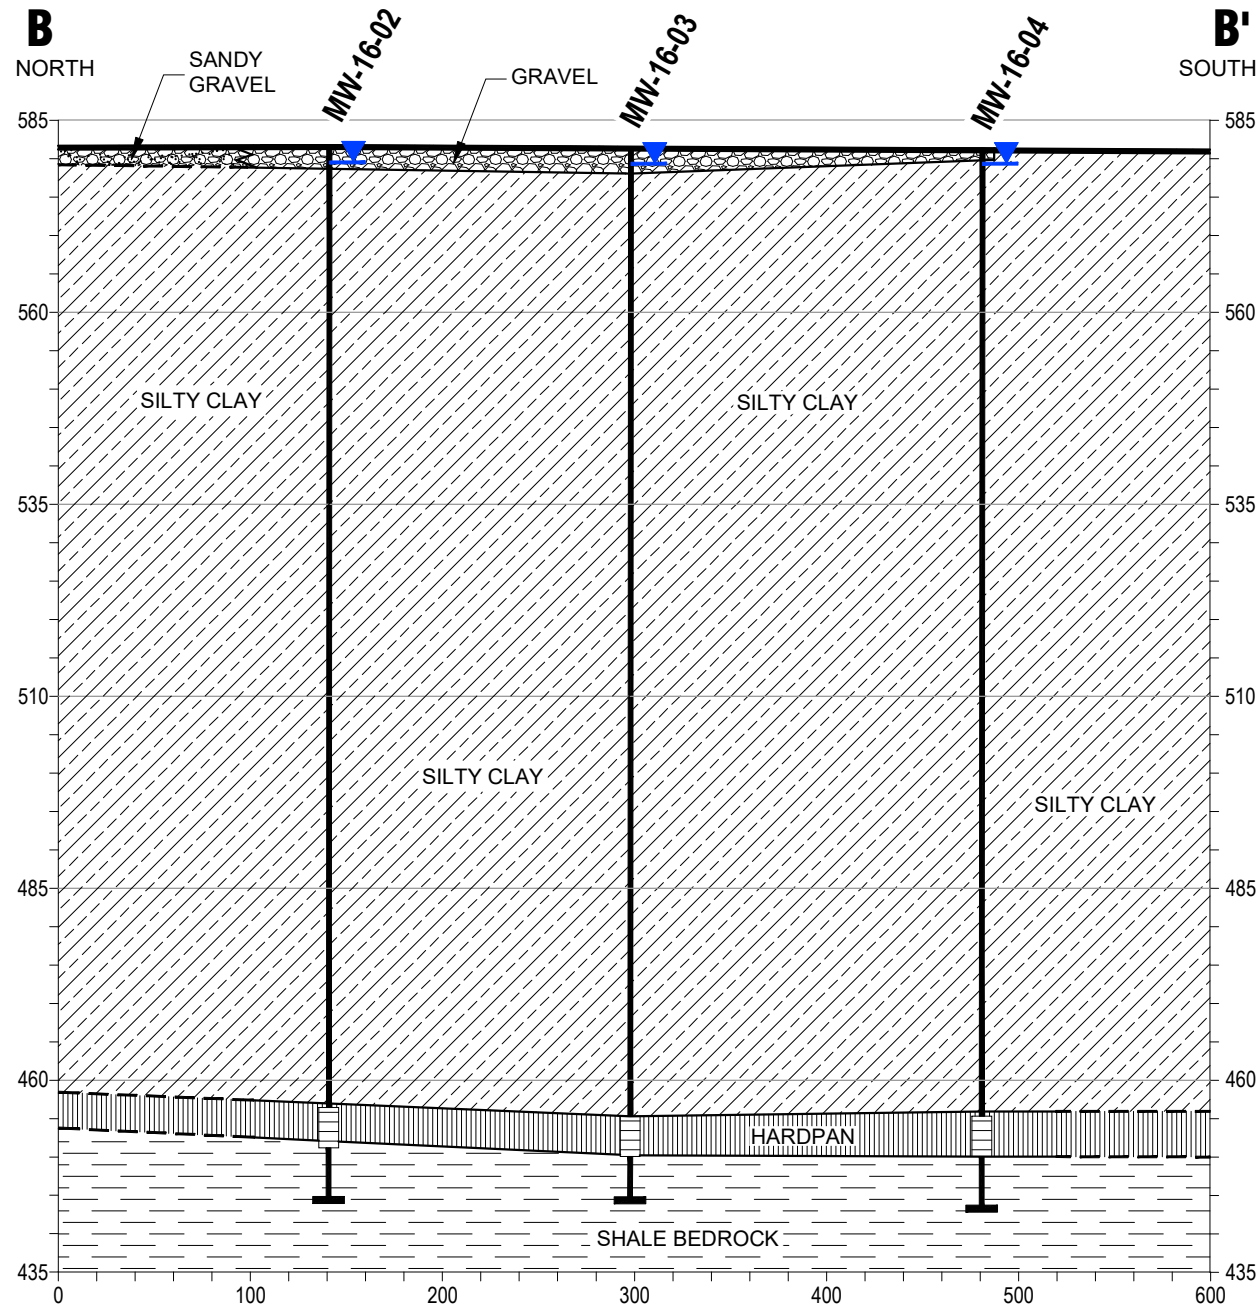 B
NORTH
SANDY
GRAVEL
MW-16-02
GRAVEL
MW-16-03
MW-16-04
B'
SOUTH
585
585
560
560
SILTY CLAY
SILTY CLAY
535
535
510
510
SILTY CLAY
SILTY CLAY
485
485
460
460
HARDPAN
SHALE BEDROCK
435
435
0
100
200
300
400
500
600